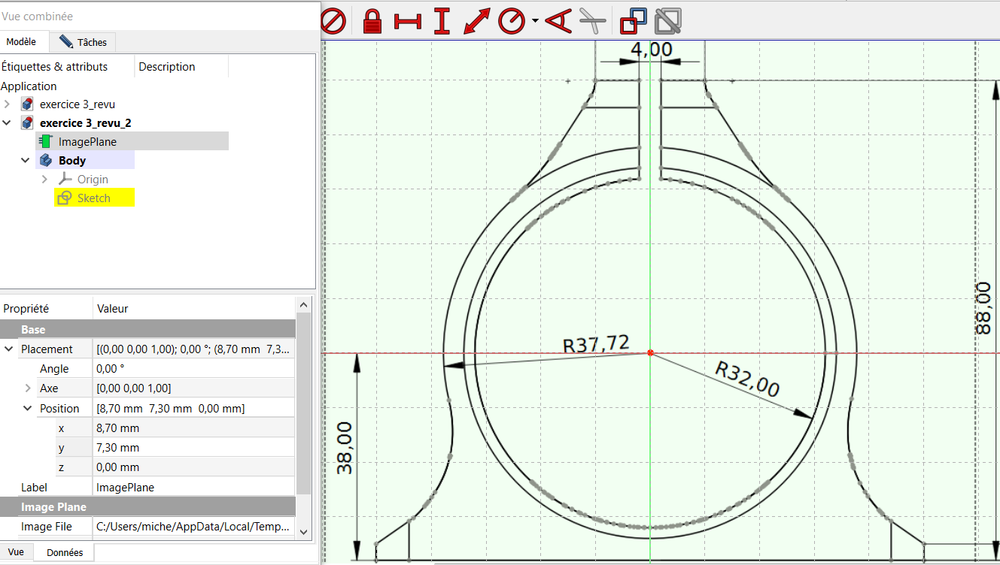 Vue combinée
Modèle
Tâches
Étiquettes & attributs
Description
Application
exercice 3_revu
exercice 3_revu_2
ImagePlane
Body
Origin
Sketch
Propriété
Valeur
Base
Placement
[(0,00 0,00 1,00); 0,00 °; (8,70 mm  7,3...
Angle
0,00 °
Axe
[0,00 0,00 1,00]
Position
[8,70 mm  7,30 mm  0,00 mm]
x
8,70 mm
y
7,30 mm
z
0,00 mm
Label
ImagePlane
Image Plane
Image File
C:/Users/miche/AppData/Local/Temp...
Vue
Données
4,00
88,00
R37,72
R32,00
38,00